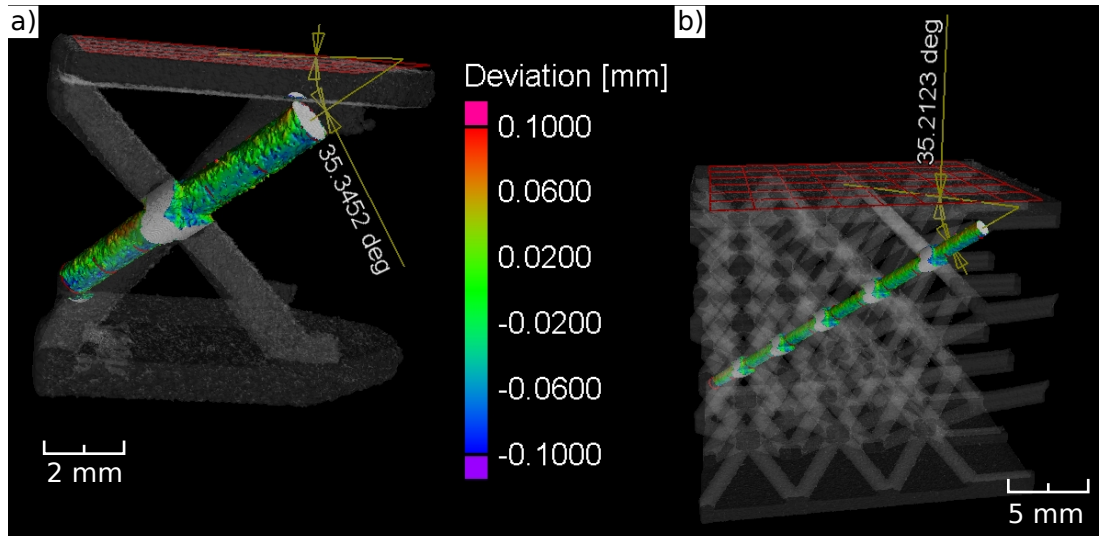 a)
35.3452 deg
2 mm
Deviation [mm]
0.1000
0.0600
0.0200
-0.0200
-0.0600
-0.1000
b)
35.2123 deg
5 mm